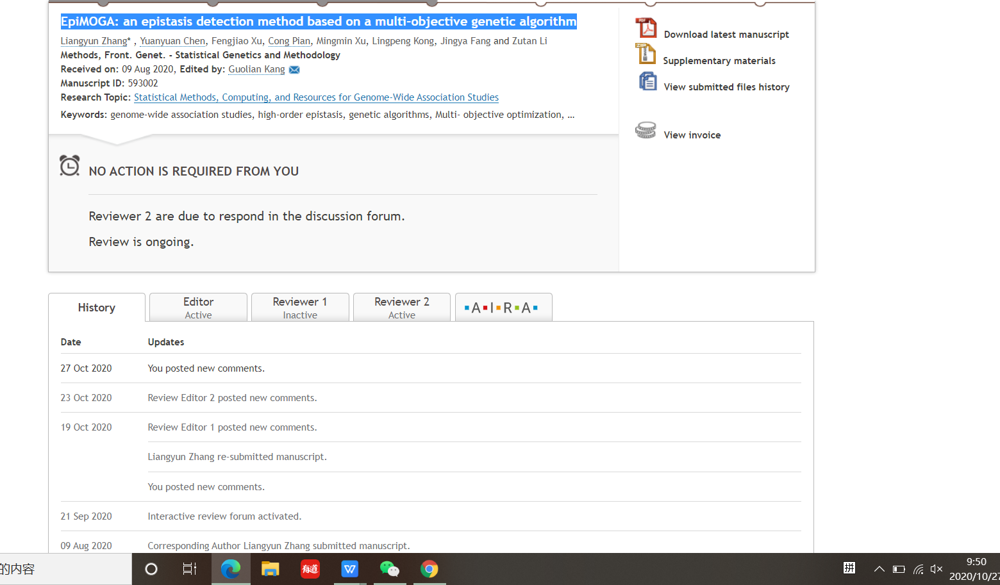 EpiMOGA: an epistasis detection method based on a multi-objective genetic algorithm
Liangyun Zhang* , Yuanyuan Chen, Fengjiao Xu, Cong Pian, Mingmin Xu, Lingpeng Kong, Jingya Fang and Zutan Li
Methods, Front. Genet. - Statistical Genetics and Methodology
Received on: 09 Aug 2020, Edited by: Guolian Kang
Manuscript ID: 593002
Research Topic: Statistical Methods, Computing, and Resources for Genome-Wide Association Studies
Keywords: genome-wide association studies, high-order epistasis, genetic algorithms, Multi- objective optimization, ...
Download latest manuscript
Supplementary materials
View submitted files history
View invoice
NO ACTION IS REQUIRED FROM YOU
Reviewer 2 are due to respond in the discussion forum.
Review is ongoing.
History
Editor
Active
Reviewer 1
Inactive
Reviewer 2
Active
A I R A
Date Updates
27 Oct 2020 You posted new comments.
23 Oct 2020 Review Editor 2 posted new comments.
19 Oct 2020 Review Editor 1 posted new comments.
Liangyun Zhang re-submitted manuscript.
You posted new comments.
21 Sep 2020 Interactive review forum activated.
09 Aug 2020 Corresponding Author Liangyun Zhang submitted manuscript.
的内容
有道
W
拼
9:50
2020/10/27